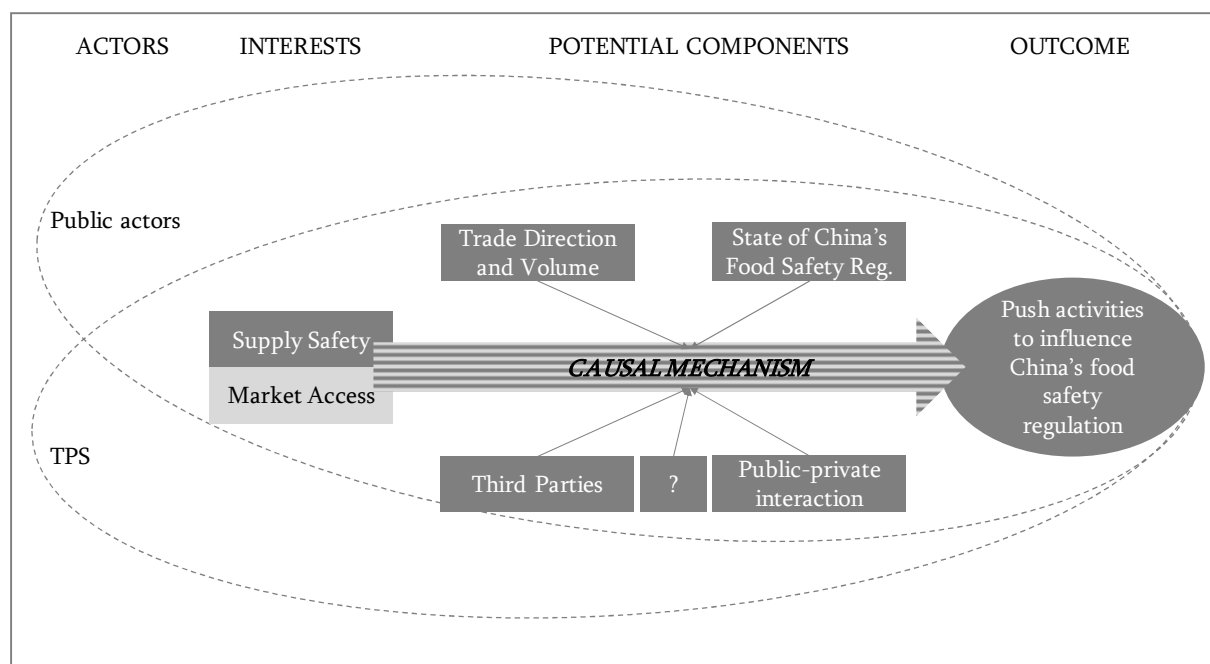 ACTORS
INTERESTS
POTENTIAL COMPONENTS
OUTCOME
Public actors
Trade Direction
and Volume
State of China’s
Food Safety Reg.
Supply Safety
Market Access
CAUSAL MECHANISM
Push activities
to influence
China’s food
safety
regulation
TPS
Third Parties
?
Public-private
interaction